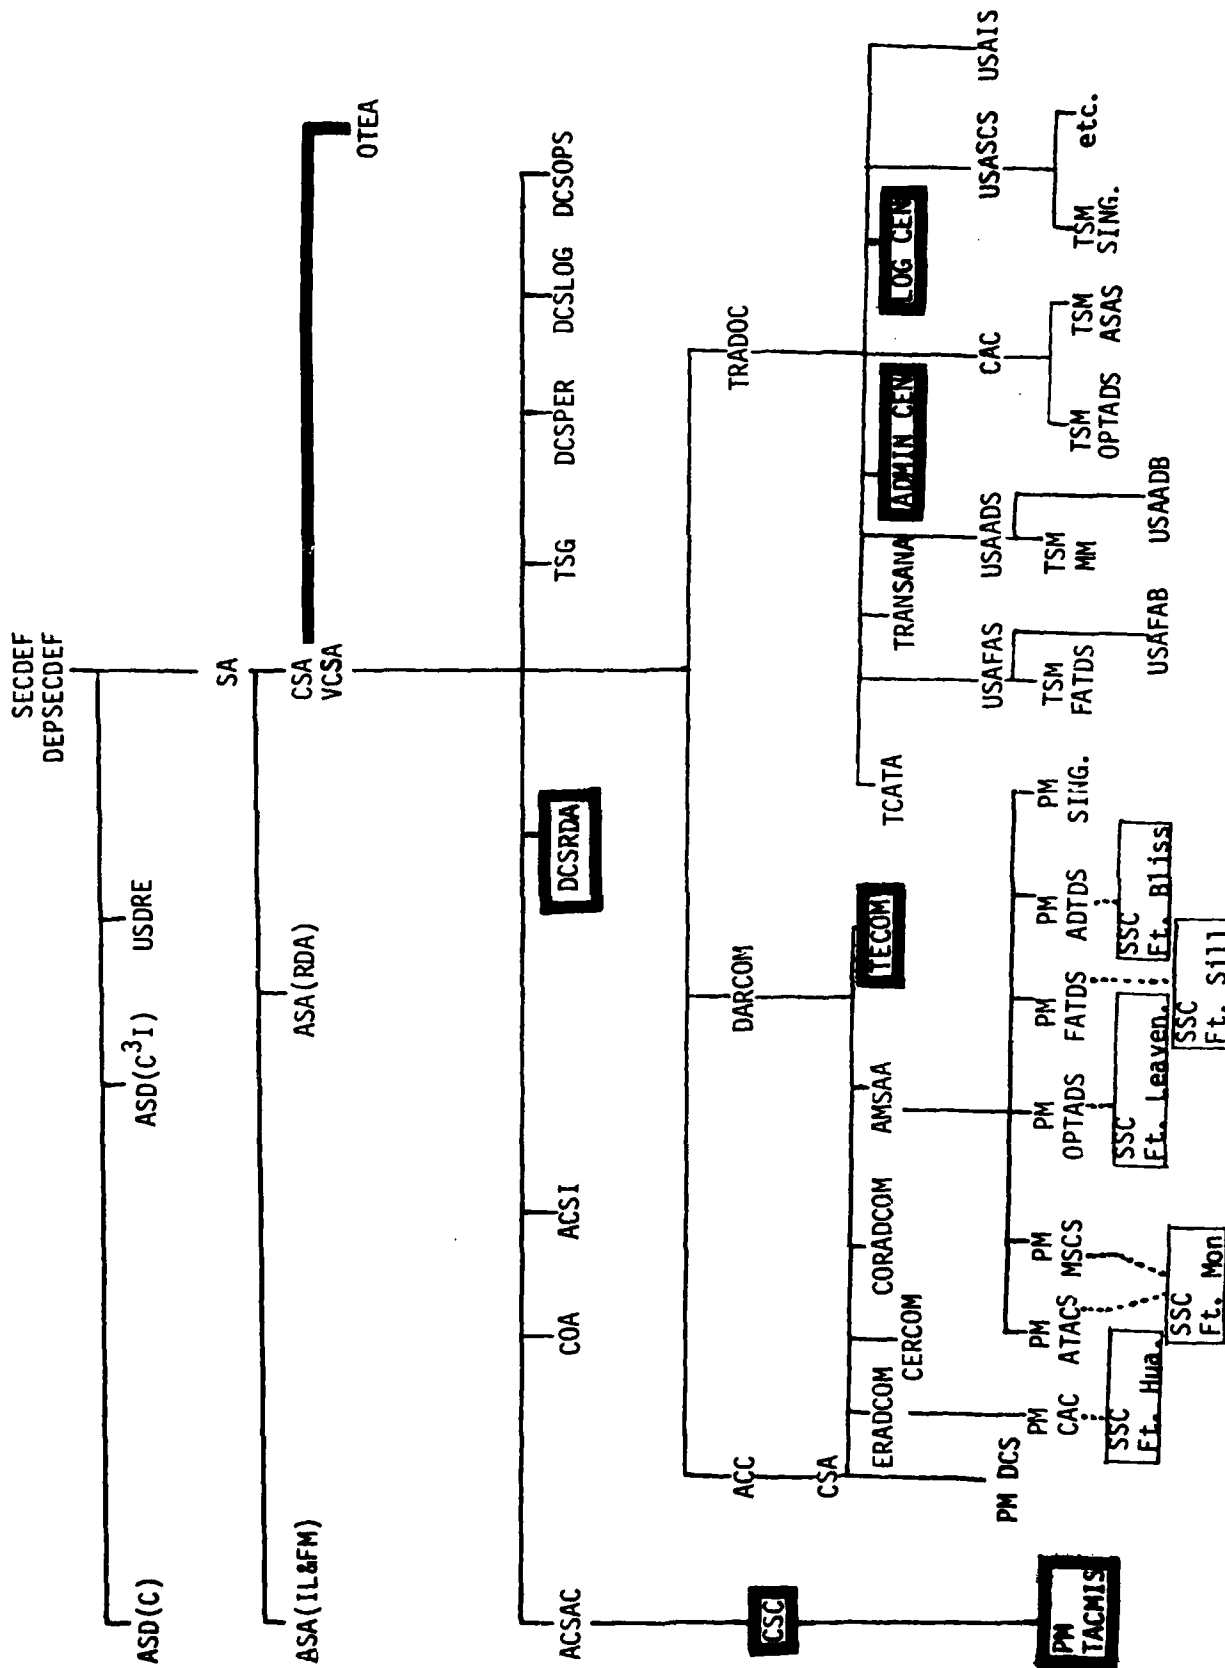 SECDEF
DEPSECDEF
ASD(C)
ASD(C³I)
USDRE
SA
ASA(IL&FM)
ASA(RDA)
CSA
VCSA
OTEA
ACSAC
COA
ACSI
DCSRDA
TSG
DCSPER
DCSLOG
DCSOPS
CSC
ACC
DARCOM
TRADOC
CSA
ERADCOM
CERCOM
CORADCOM
AMSAA
TECOM
TCATA
TRANSANA
ADMIN CEN
LOG CEN
PM DCS
USAFAS
USAADS
CAC
USASCS
USAIS
PM
TACMIS
PM
CAC
PM
ATACS
PM
MSCS
PM
OPTADS
PM
FATDS
PM
ADTDS
PM
SING.
TSM
FATDS
TSM
MM
TSM
OPTADS
TSM
ASAS
TSM
SING.
etc.
SSC
Ft. Hua.
SSC
Ft. Mon
SSC
Ft. Leaven.
SSC
Ft. Sill
SSC
Ft. Bliss
USAFAB
USAADB